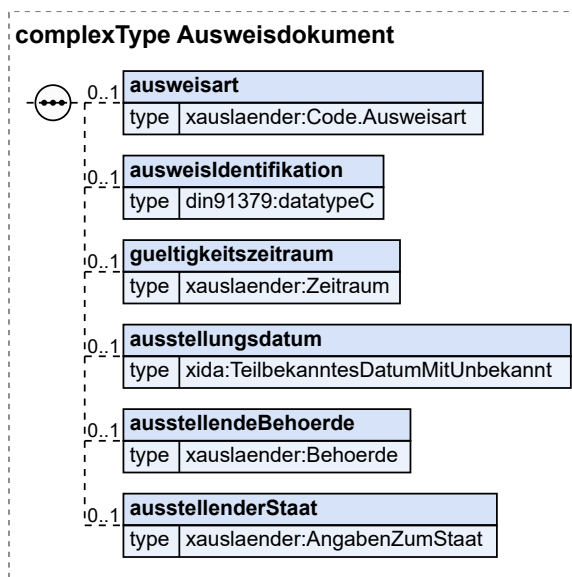 complexType Ausweisdokument
0..1 ausweisart
type xauslaender:Code.Ausweisart
0..1 ausweisIdentifikation
type din91379:datatypeC
0..1 gueltigkeitszeitraum
type xauslaender:Zeitraum
0..1 ausstellungsdatum
type xida:TeilbekanntesDatumMitUnbekannt
0..1 ausstellendeBehoerde
type xauslaender:Behoerde
0..1 ausstellenderStaat
type xauslaender:AngabenZumStaat